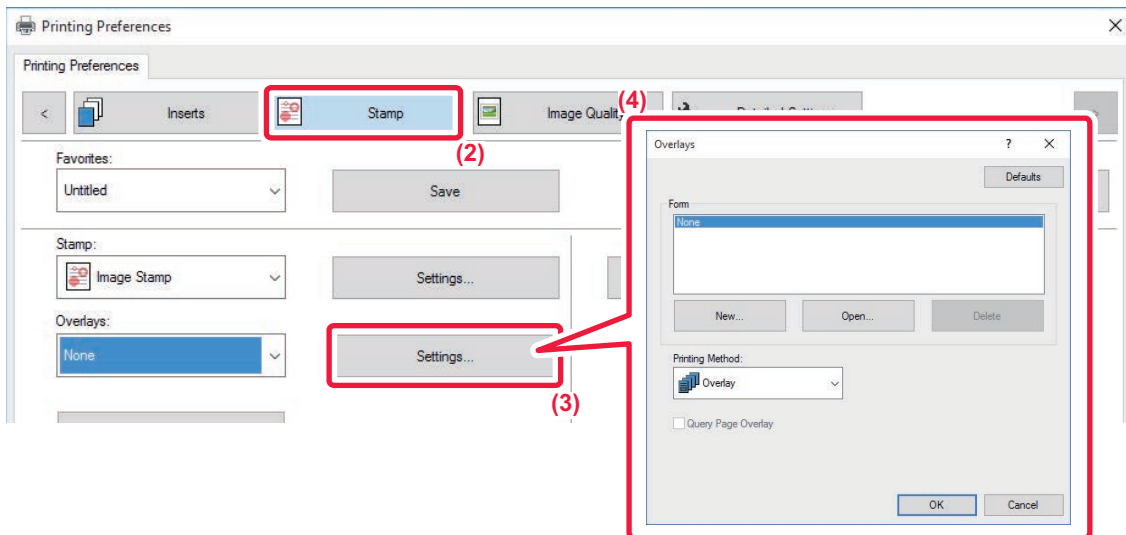 Printing Preferences
Printing Preferences
< Inserts Stamp Image Quality (4)
(2)
Favorites:
Untitled Save
Stamp:
Image Stamp Settings...
Overlays:
None Settings...
(3)
Overlays ? X
Defaults
Form
None
New... Open... Delete
Printing Method:
Overlay
Query Page Overlay
OK Cancel